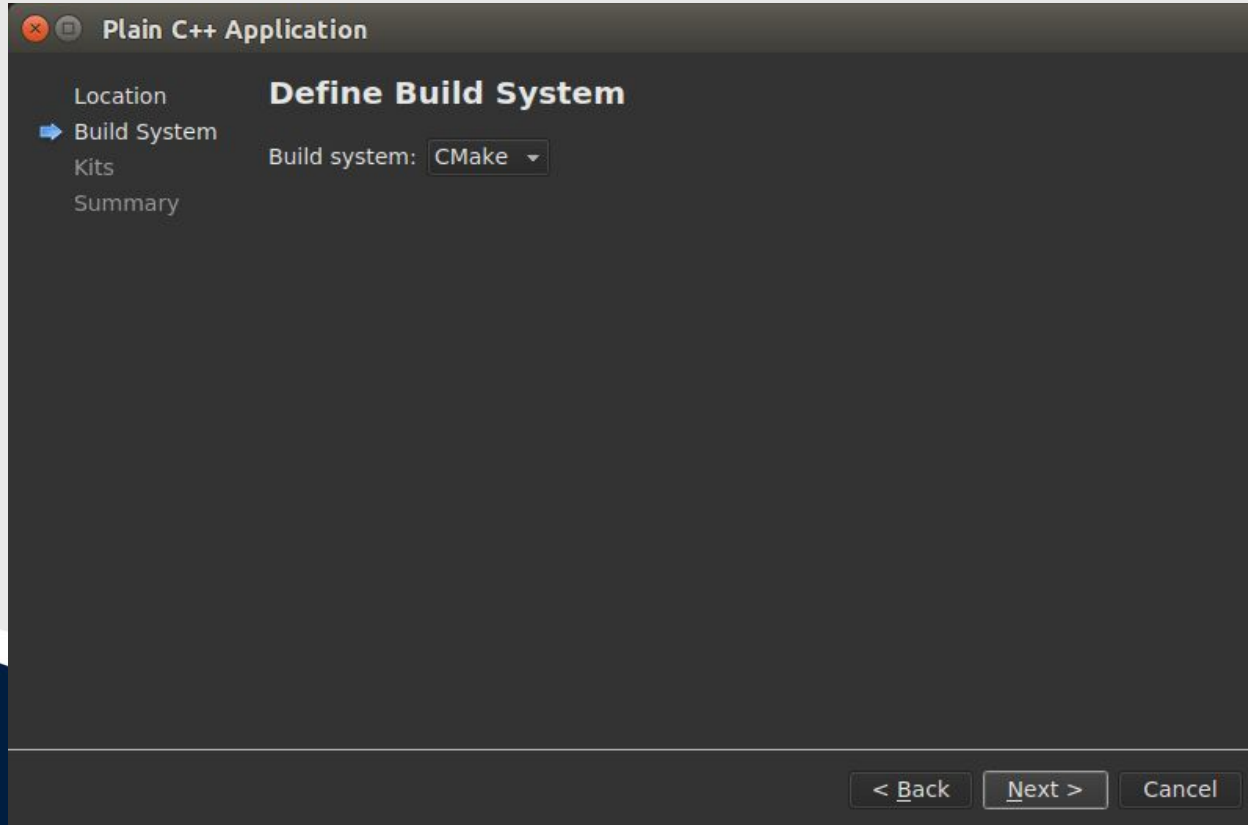 Plain C++ Application
Location
Build System
Kits
Summary
Define Build System
Build system: CMake
< Back
Next >
Cancel